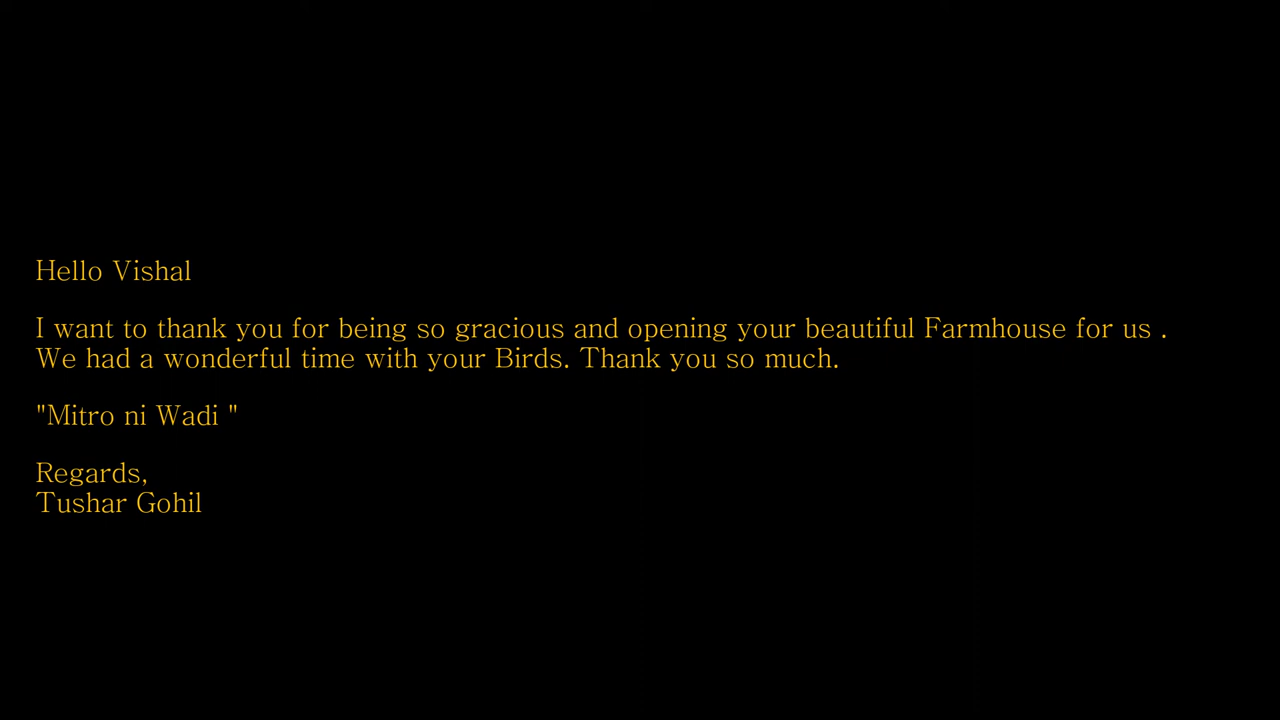 Hello Vishal
I want to thank you for being so gracious and opening your beautiful Farmhouse for us .
We had a wonderful time with your Birds. Thank you so much.
"Mitro ni Wadi "
Regards,
Tushar Gohil